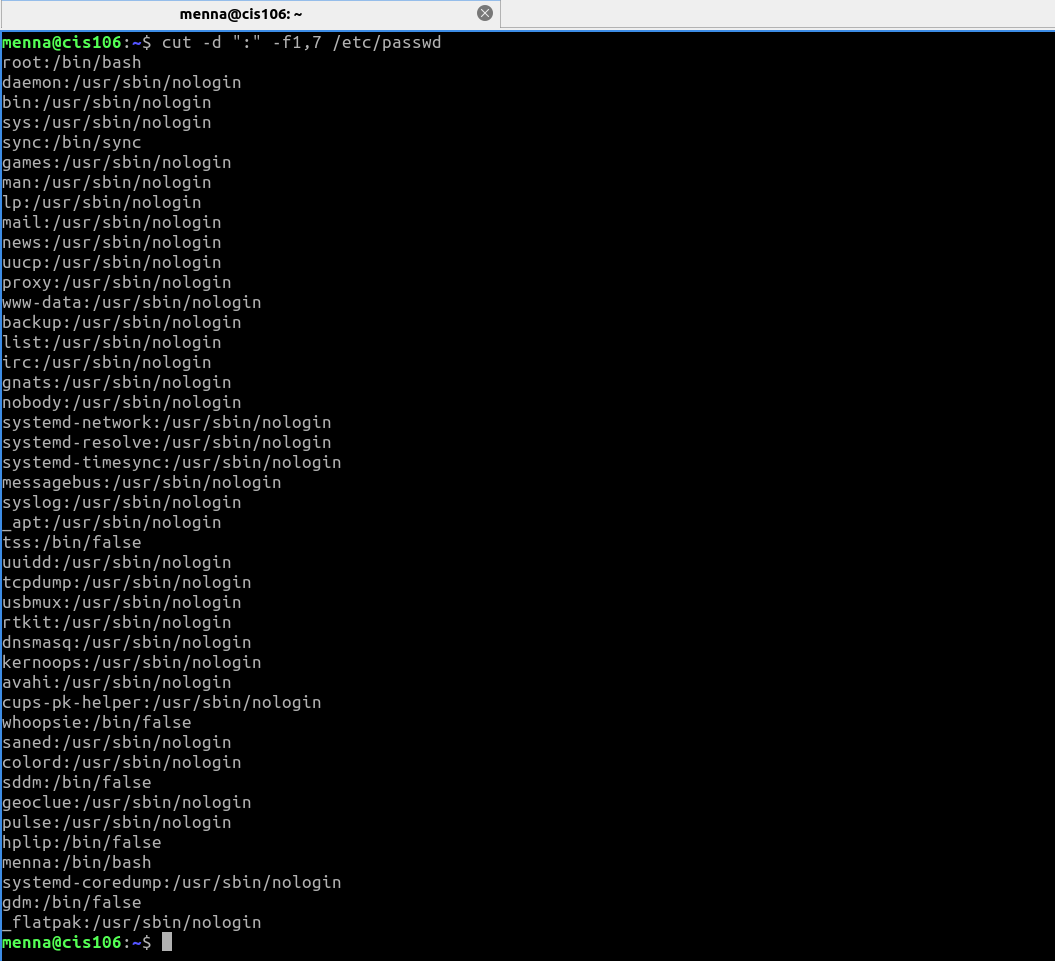 menna@cis106: ~
menna@cis106:~$ cut -d ":" -f1,7 /etc/passwd
root:/bin/bash
daemon:/usr/sbin/nologin
bin:/usr/sbin/nologin
sys:/usr/sbin/nologin
sync:/bin/sync
games:/usr/sbin/nologin
man:/usr/sbin/nologin
lp:/usr/sbin/nologin
mail:/usr/sbin/nologin
news:/usr/sbin/nologin
uucp:/usr/sbin/nologin
proxy:/usr/sbin/nologin
www-data:/usr/sbin/nologin
backup:/usr/sbin/nologin
list:/usr/sbin/nologin
irc:/usr/sbin/nologin
gnats:/usr/sbin/nologin
nobody:/usr/sbin/nologin
systemd-network:/usr/sbin/nologin
systemd-resolve:/usr/sbin/nologin
systemd-timesync:/usr/sbin/nologin
messagebus:/usr/sbin/nologin
syslog:/usr/sbin/nologin
_apt:/usr/sbin/nologin
tss:/bin/false
uuidd:/usr/sbin/nologin
tcpdump:/usr/sbin/nologin
usbmux:/usr/sbin/nologin
rtkit:/usr/sbin/nologin
dnsmasq:/usr/sbin/nologin
kernoops:/usr/sbin/nologin
avahi:/usr/sbin/nologin
cups-pk-helper:/usr/sbin/nologin
whoopsie:/bin/false
saned:/usr/sbin/nologin
colord:/usr/sbin/nologin
sddm:/bin/false
geoclue:/usr/sbin/nologin
pulse:/usr/sbin/nologin
hplip:/bin/false
menna:/bin/bash
systemd-coredump:/usr/sbin/nologin
gdm:/bin/false
_flatpak:/usr/sbin/nologin
menna@cis106:~$